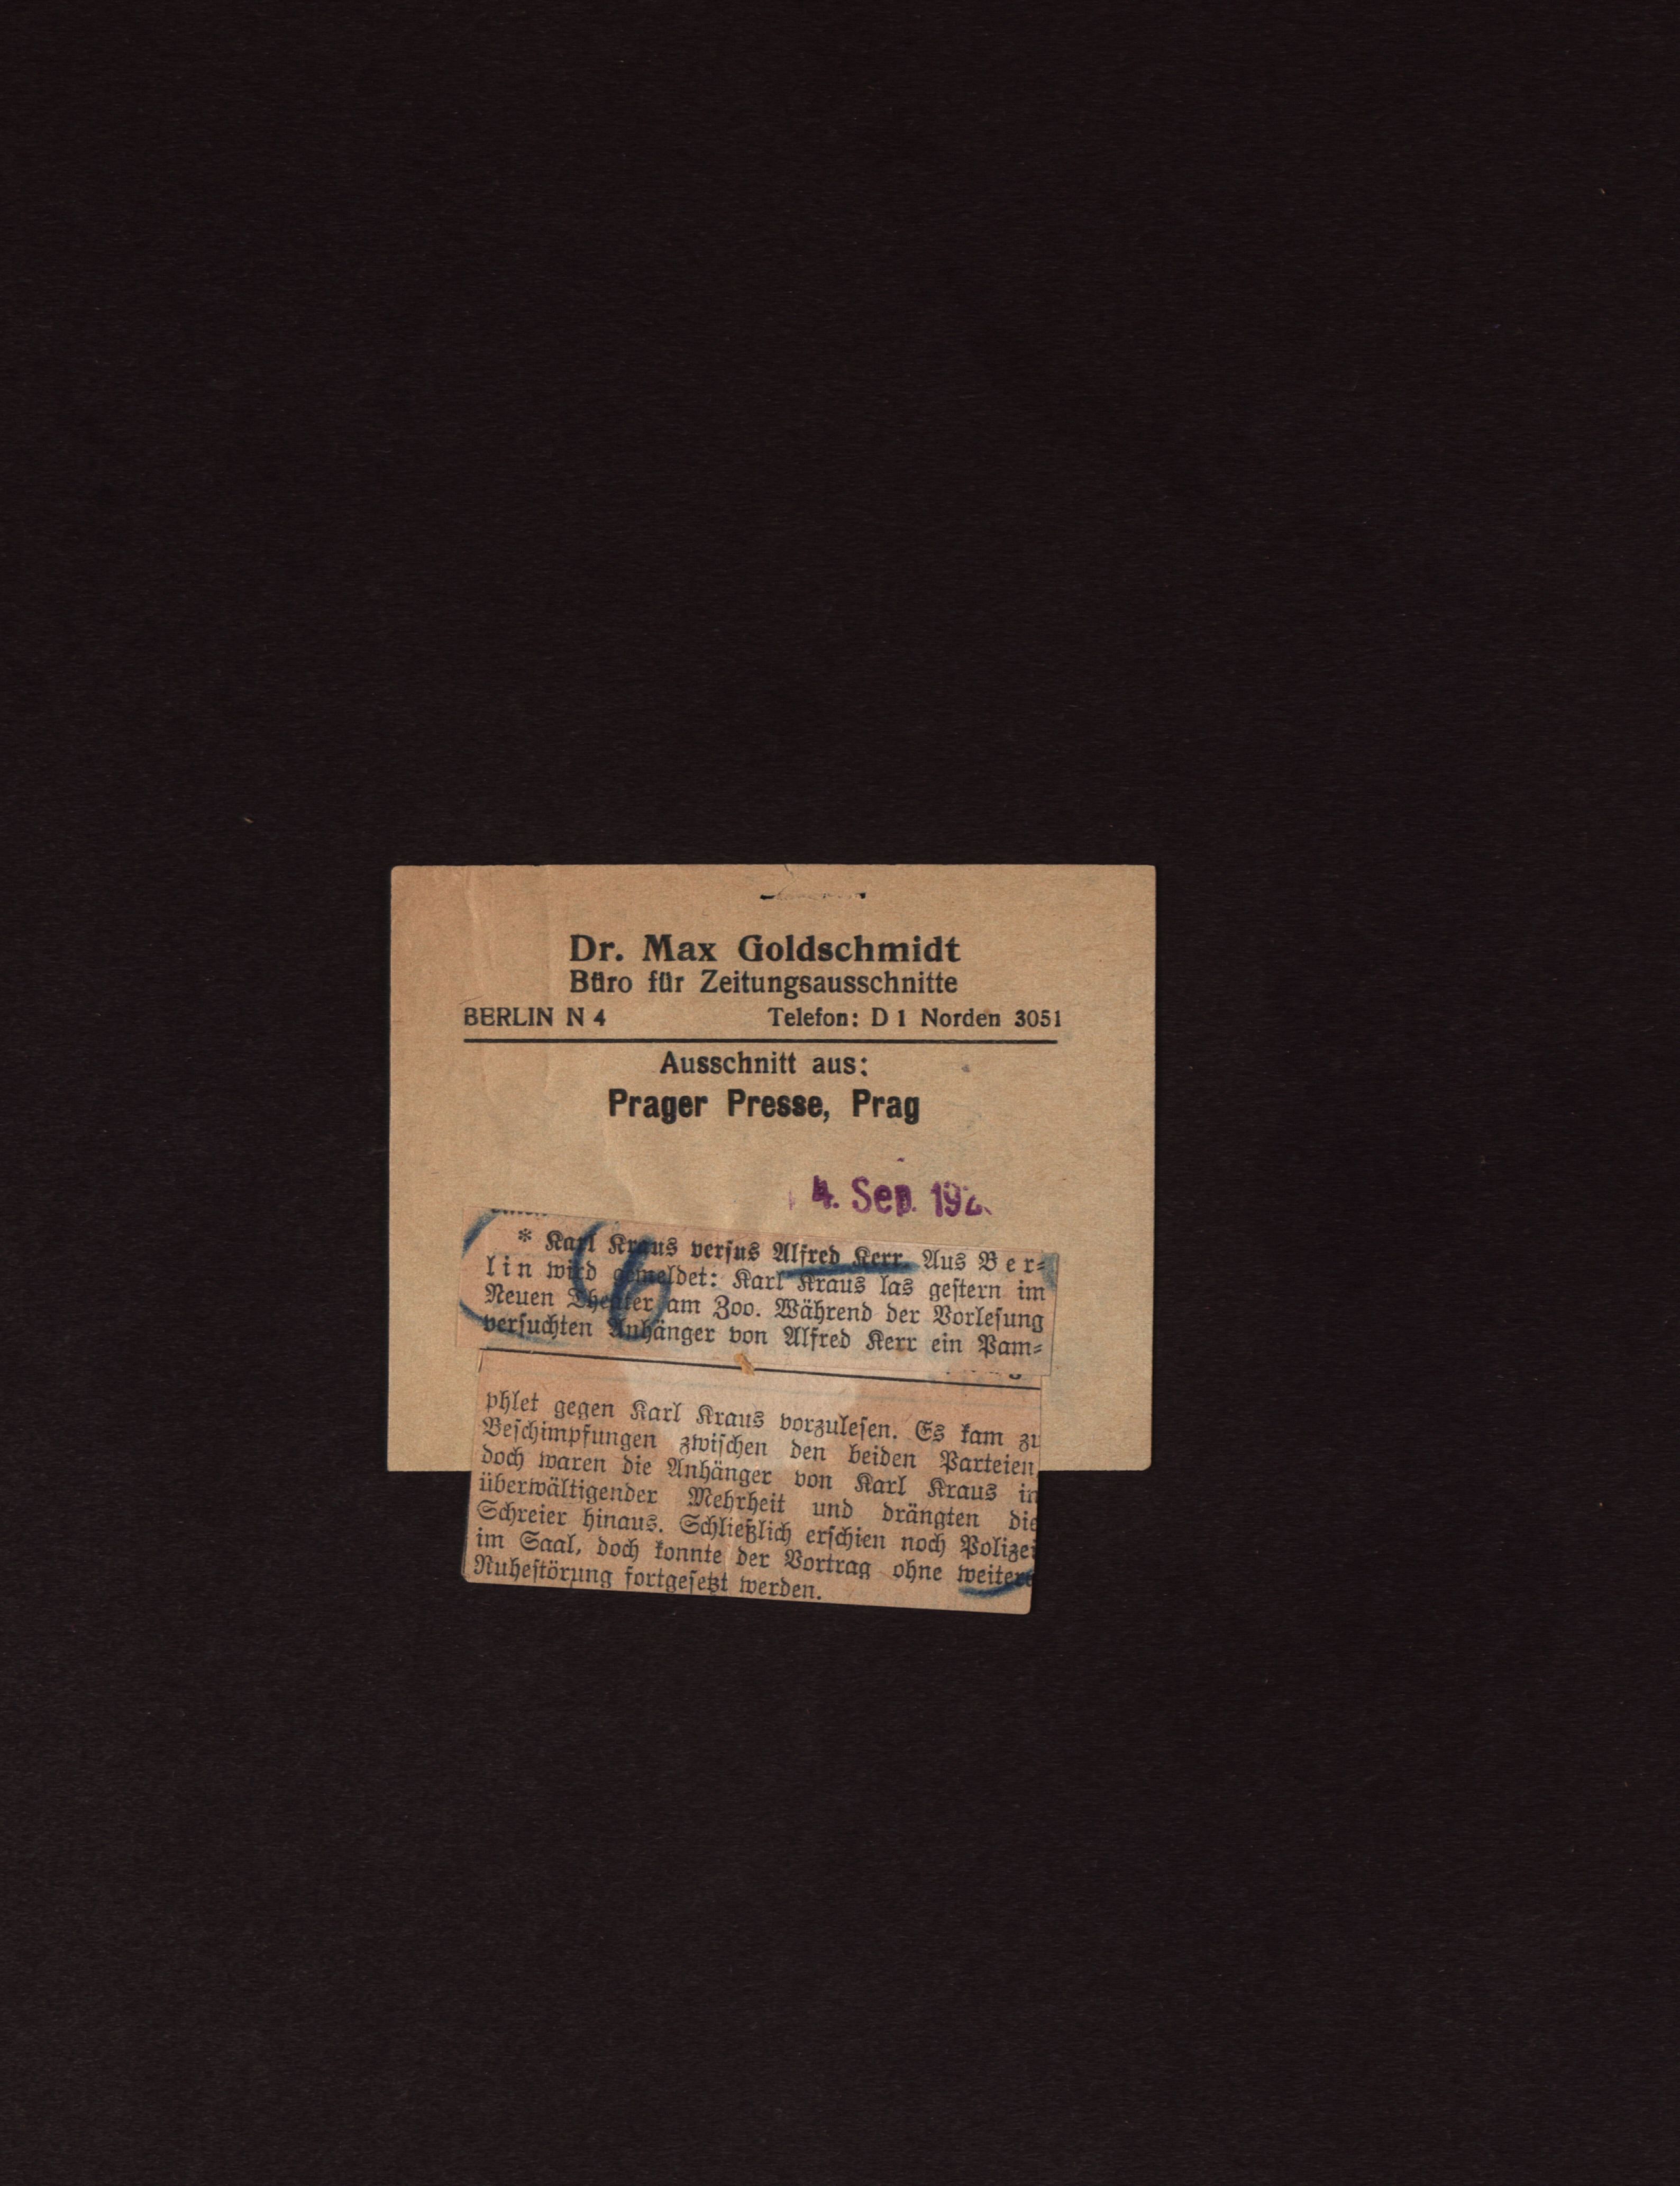 Dr. Max Goldschmidt
Büro für Zeitungsausschnitte
BERLIN N 4 Telefon: D 1 Norden 3051
Ausschnitt aus:
Prager Presse, Prag
4. Sep. 192
6
* Karl Kraus versus Alfred Kerr. Aus Ber-
lin wird gemeldet: Karl Kraus las gestern im
Neuen Theater am Zoo. Während der Vorlesung
versuchten Anhänger von Alfred Kerr ein Pam-
phlet gegen Karl Kraus vorzulesen. Es kam zu
Beschimpfungen zwischen den beiden Parteien
doch waren die Anhänger von Karl Kraus in
überwältigender Mehrheit und drängten die
Schreier hinaus. Schließlich erschien noch Polizei
im Saal, doch konnte der Vortrag ohne weitere
Ruhestörung fortgesetzt werden.